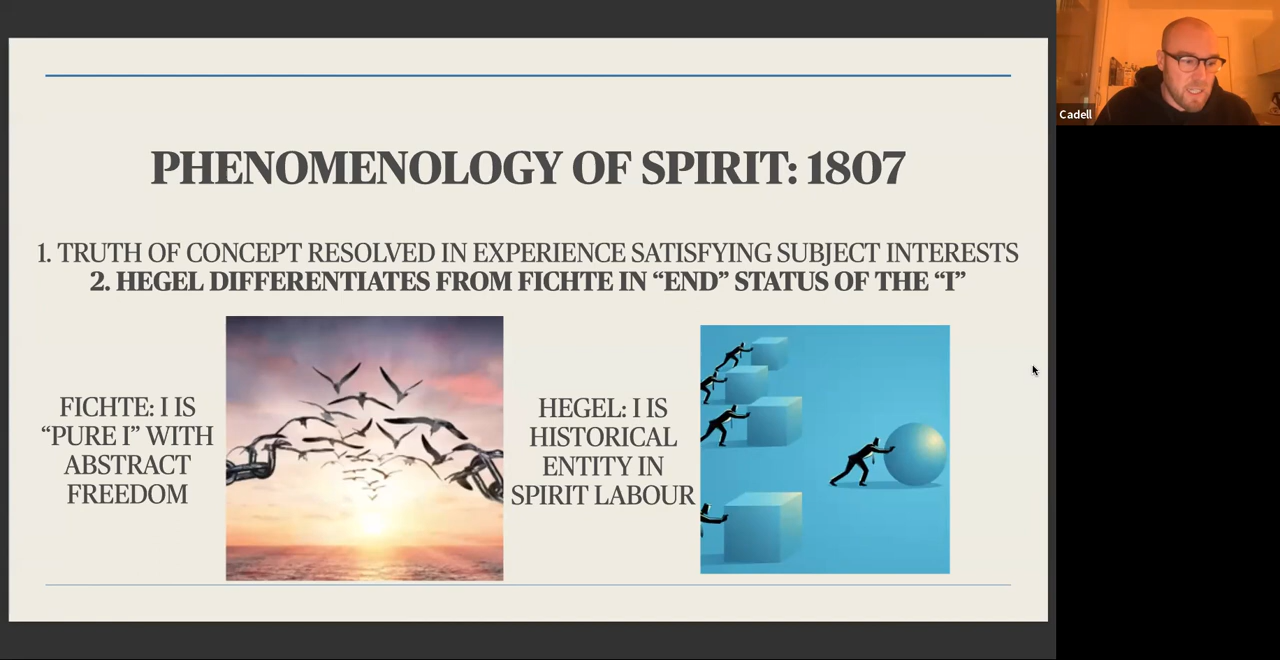 PHENOMENOLOGY OF SPIRIT: 1807
1. TRUTH OF CONCEPT RESOLVED IN EXPERIENCE SATISFYING SUBJECT INTERESTS
2. HEGEL DIFFERENTIATES FROM FICHTE IN “END” STATUS OF THE “I”
FICHTE: I IS
“PURE I” WITH
ABSTRACT
FREEDOM
HEGEL: I IS
HISTORICAL
ENTITY IN
SPIRIT LABOUR
Cadell